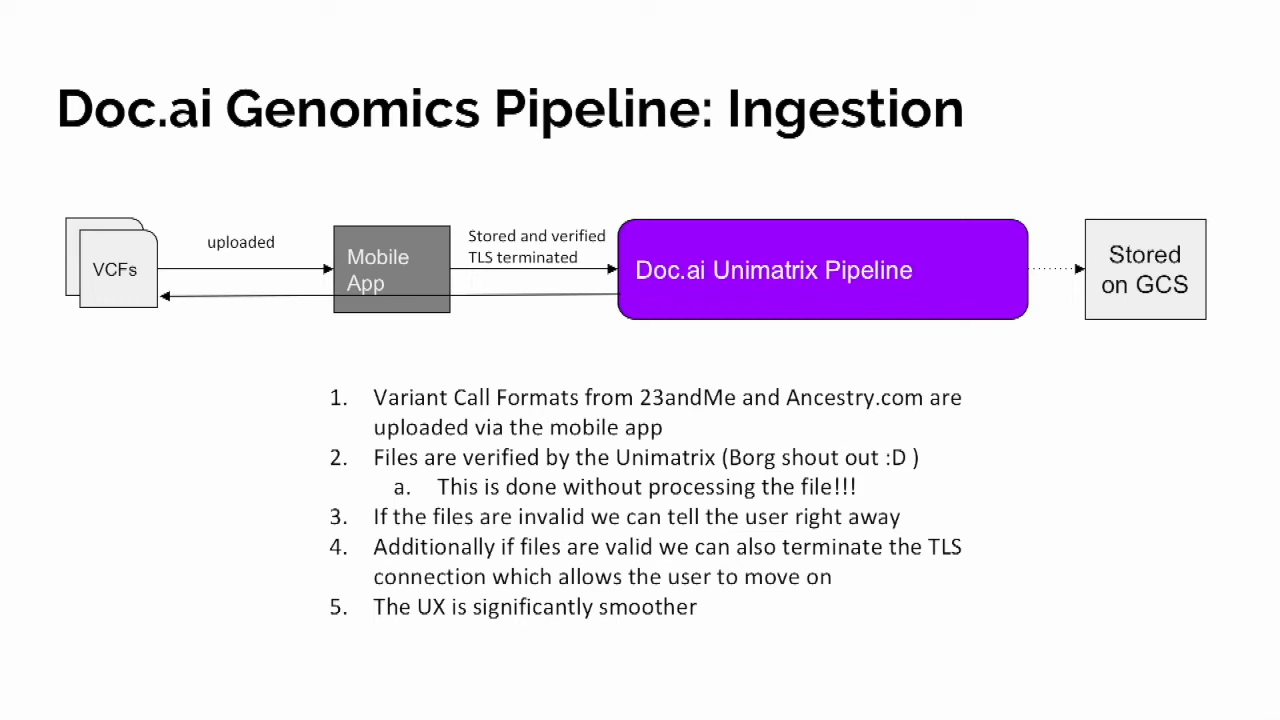 Doc.ai Genomics Pipeline: Ingestion
VCFs
uploaded
Mobile
App
Stored and verified
TLS terminated
Doc.ai Unimatrix Pipeline
Stored
on GCS
1. Variant Call Formats from 23andMe and Ancestry.com are
uploaded via the mobile app
2. Files are verified by the Unimatrix (Borg shout out :D )
a. This is done without processing the file!!!
3. If the files are invalid we can tell the user right away
4. Additionally if files are valid we can also terminate the TLS
connection which allows the user to move on
5. The UX is significantly smoother